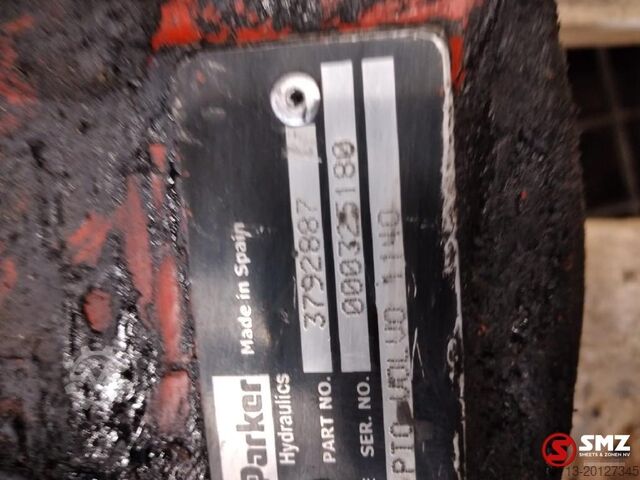 Parker
Hydraulics
Made in Spain
PART NO. 3792887
SER. NO. 000325180
PTO VOLVO 1140
SMZ
SHEETS & ZONEN NV
13-20127345